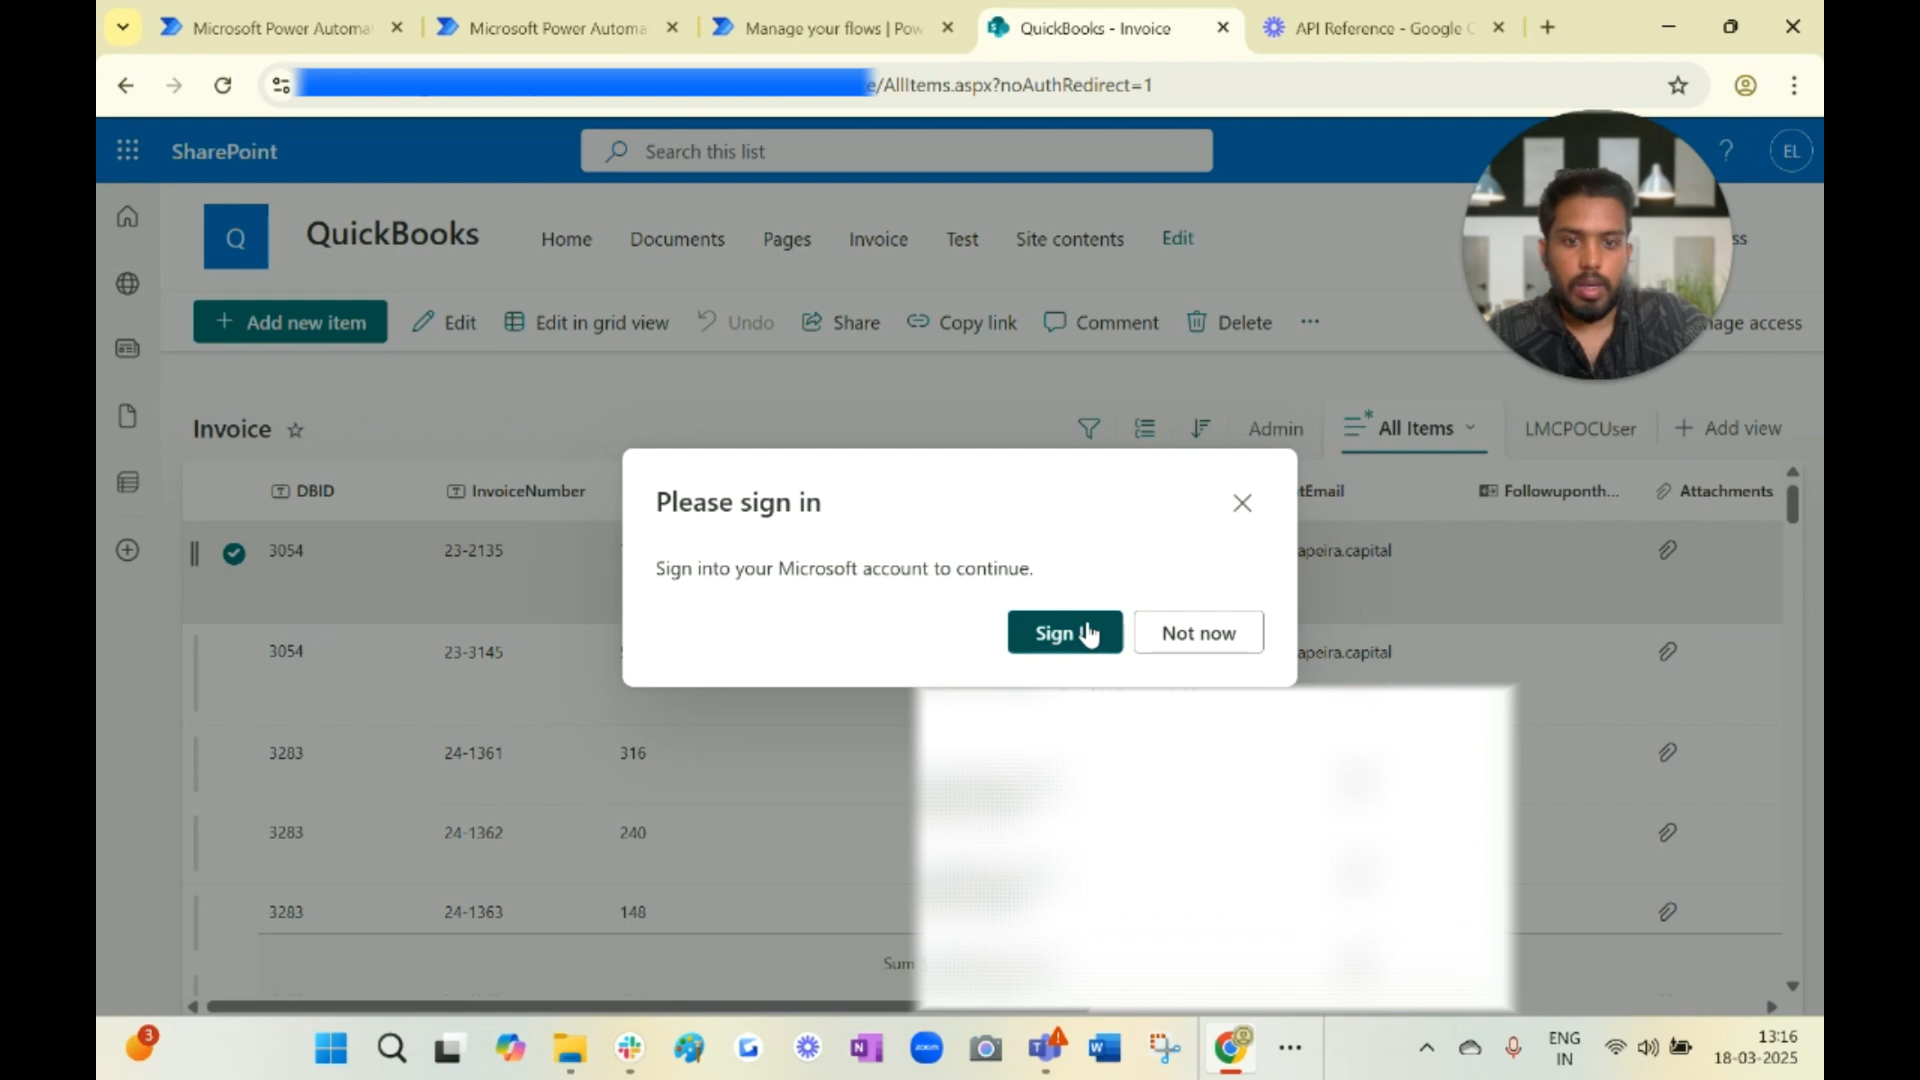 Microsoft Power Automa
Microsoft Power Automa
Manage your flows | Pow
QuickBooks - Invoice
API Reference - Google C
e/AllItems.aspx?noAuthRedirect=1
SharePoint
Search this list
?
EL
Q
QuickBooks
Home
Documents
Pages
Invoice
Test
Site contents
Edit
ss
+ Add new item
Edit
Edit in grid view
Undo
Share
Copy link
Comment
Delete
nage access
Invoice
Admin
All Items
LMCPOCUser
+ Add view
DBID
InvoiceNumber
tEmail
Followuponth...
Attachments
Please sign in
Sign into your Microsoft account to continue.
Sign
Not now
3054
23-2135
apeira.capital
3054
23-3145
apeira.capital
3283
24-1361
316
3283
24-1362
240
3283
24-1363
148
Sum
3
N
zoom
T
W
ENG
IN
13:16
18-03-2025